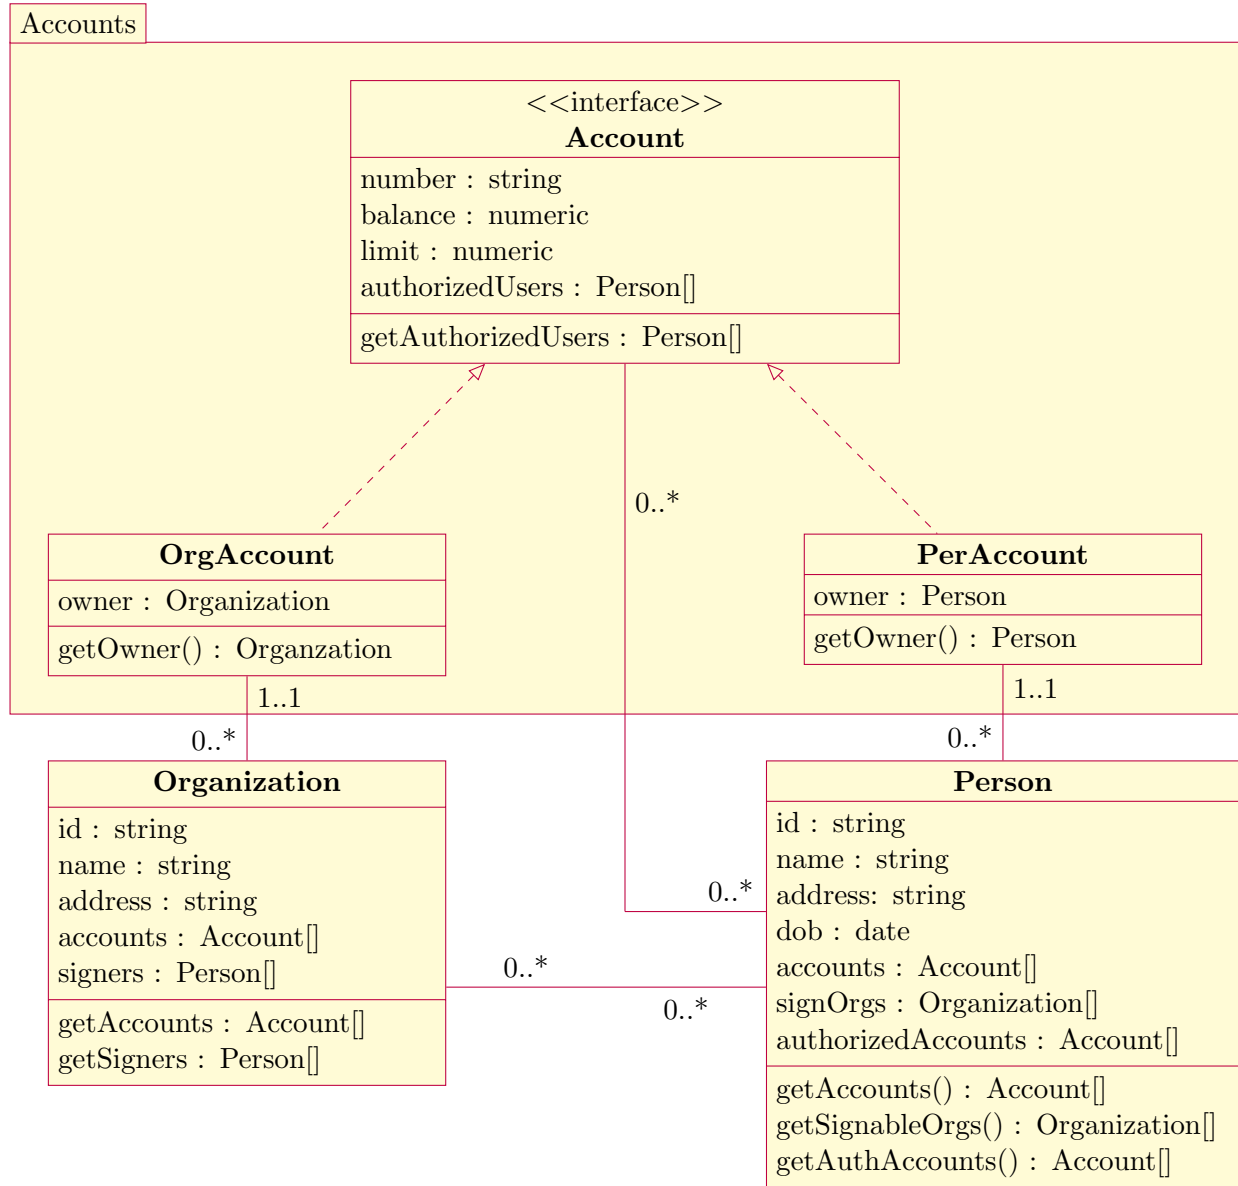 Accounts
<<interface>>
Account
number : string
balance : numeric
limit : numeric
authorizedUsers : Person[]
getAuthorizedUsers : Person[]
0..*
OrgAccount
owner : Organization
getOwner() : Organzation
PerAccount
owner : Person
getOwner() : Person
1..1
1..1
0..*
0..*
Organization
id : string
name : string
address : string
accounts : Account[]
signers : Person[]
getAccounts : Account[]
getSigners : Person[]
0..*
0..*
0..*
Person
id : string
name : string
address: string
dob : date
accounts : Account[]
signOrgs : Organization[]
authorizedAccounts : Account[]
getAccounts() : Account[]
getSignableOrgs() : Organization[]
getAuthAccounts() : Account[]